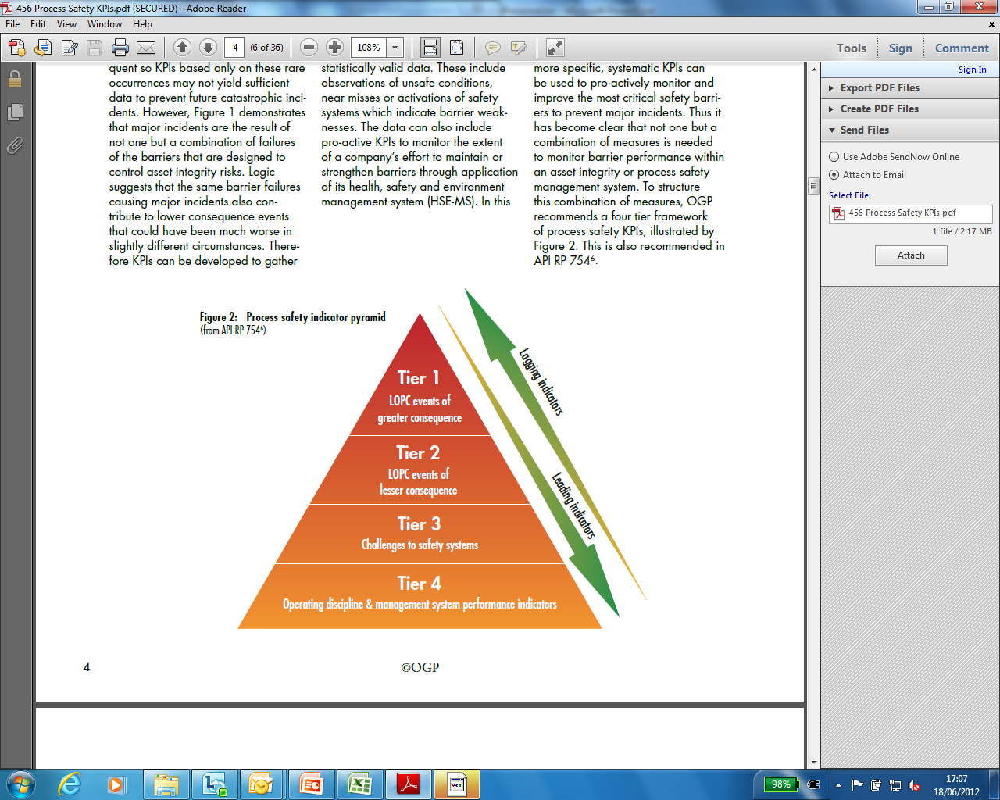 456 Process Safety KPIs.pdf (SECURED) - Adobe Reader
File Edit View Window Help
4 (6 of 36) 108% Tools Sign Comment
Sign In
Export PDF Files
Create PDF Files
Send Files
Use Adobe SendNow Online
Attach to Email
Select File:
456 Process Safety KPIs.pdf
1 file / 2.17 MB
Attach
quent so KPIs based only on these rare
occurrences may not yield sufficient
data to prevent future catastrophic inci-
dents. However, Figure 1 demonstrates
that major incidents are the result of
not one but a combination of failures
of the barriers that are designed to
control asset integrity risks. Logic
suggests that the same barrier failures
causing major incidents also con-
tribute to lower consequence events
that could have been much worse in
slightly different circumstances. There-
fore KPIs can be developed to gather
statistically valid data. These include
observations of unsafe conditions,
near misses or activations of safety
systems which indicate barrier weak-
nesses. The data can also include
pro-active KPIs to monitor the extent
of a company's effort to maintain or
strengthen barriers through application
of its health, safety and environment
management system (HSE-MS). In this
more specific, systematic KPIs can
be used to pro-actively monitor and
improve the most critical safety barri-
ers to prevent major incidents. Thus it
has become clear that not one but a
combination of measures is needed
to monitor barrier performance within
an asset integrity or process safety
management system. To structure
this combination of measures, OGP
recommends a four tier framework
of process safety KPIs, illustrated by
Figure 2. This is also recommended in
API RP 754⁶.
Figure 2: Process safety indicator pyramid
(from API RP 754⁶)
Tier 1
LOPC events of
greater consequence
Tier 2
LOPC events of
lesser consequence
Tier 3
Challenges to safety systems
Tier 4
Operating discipline & management system performance indicators
Lagging indicators
Leading indicators
4 ©OGP
98% 17:07
18/06/2012